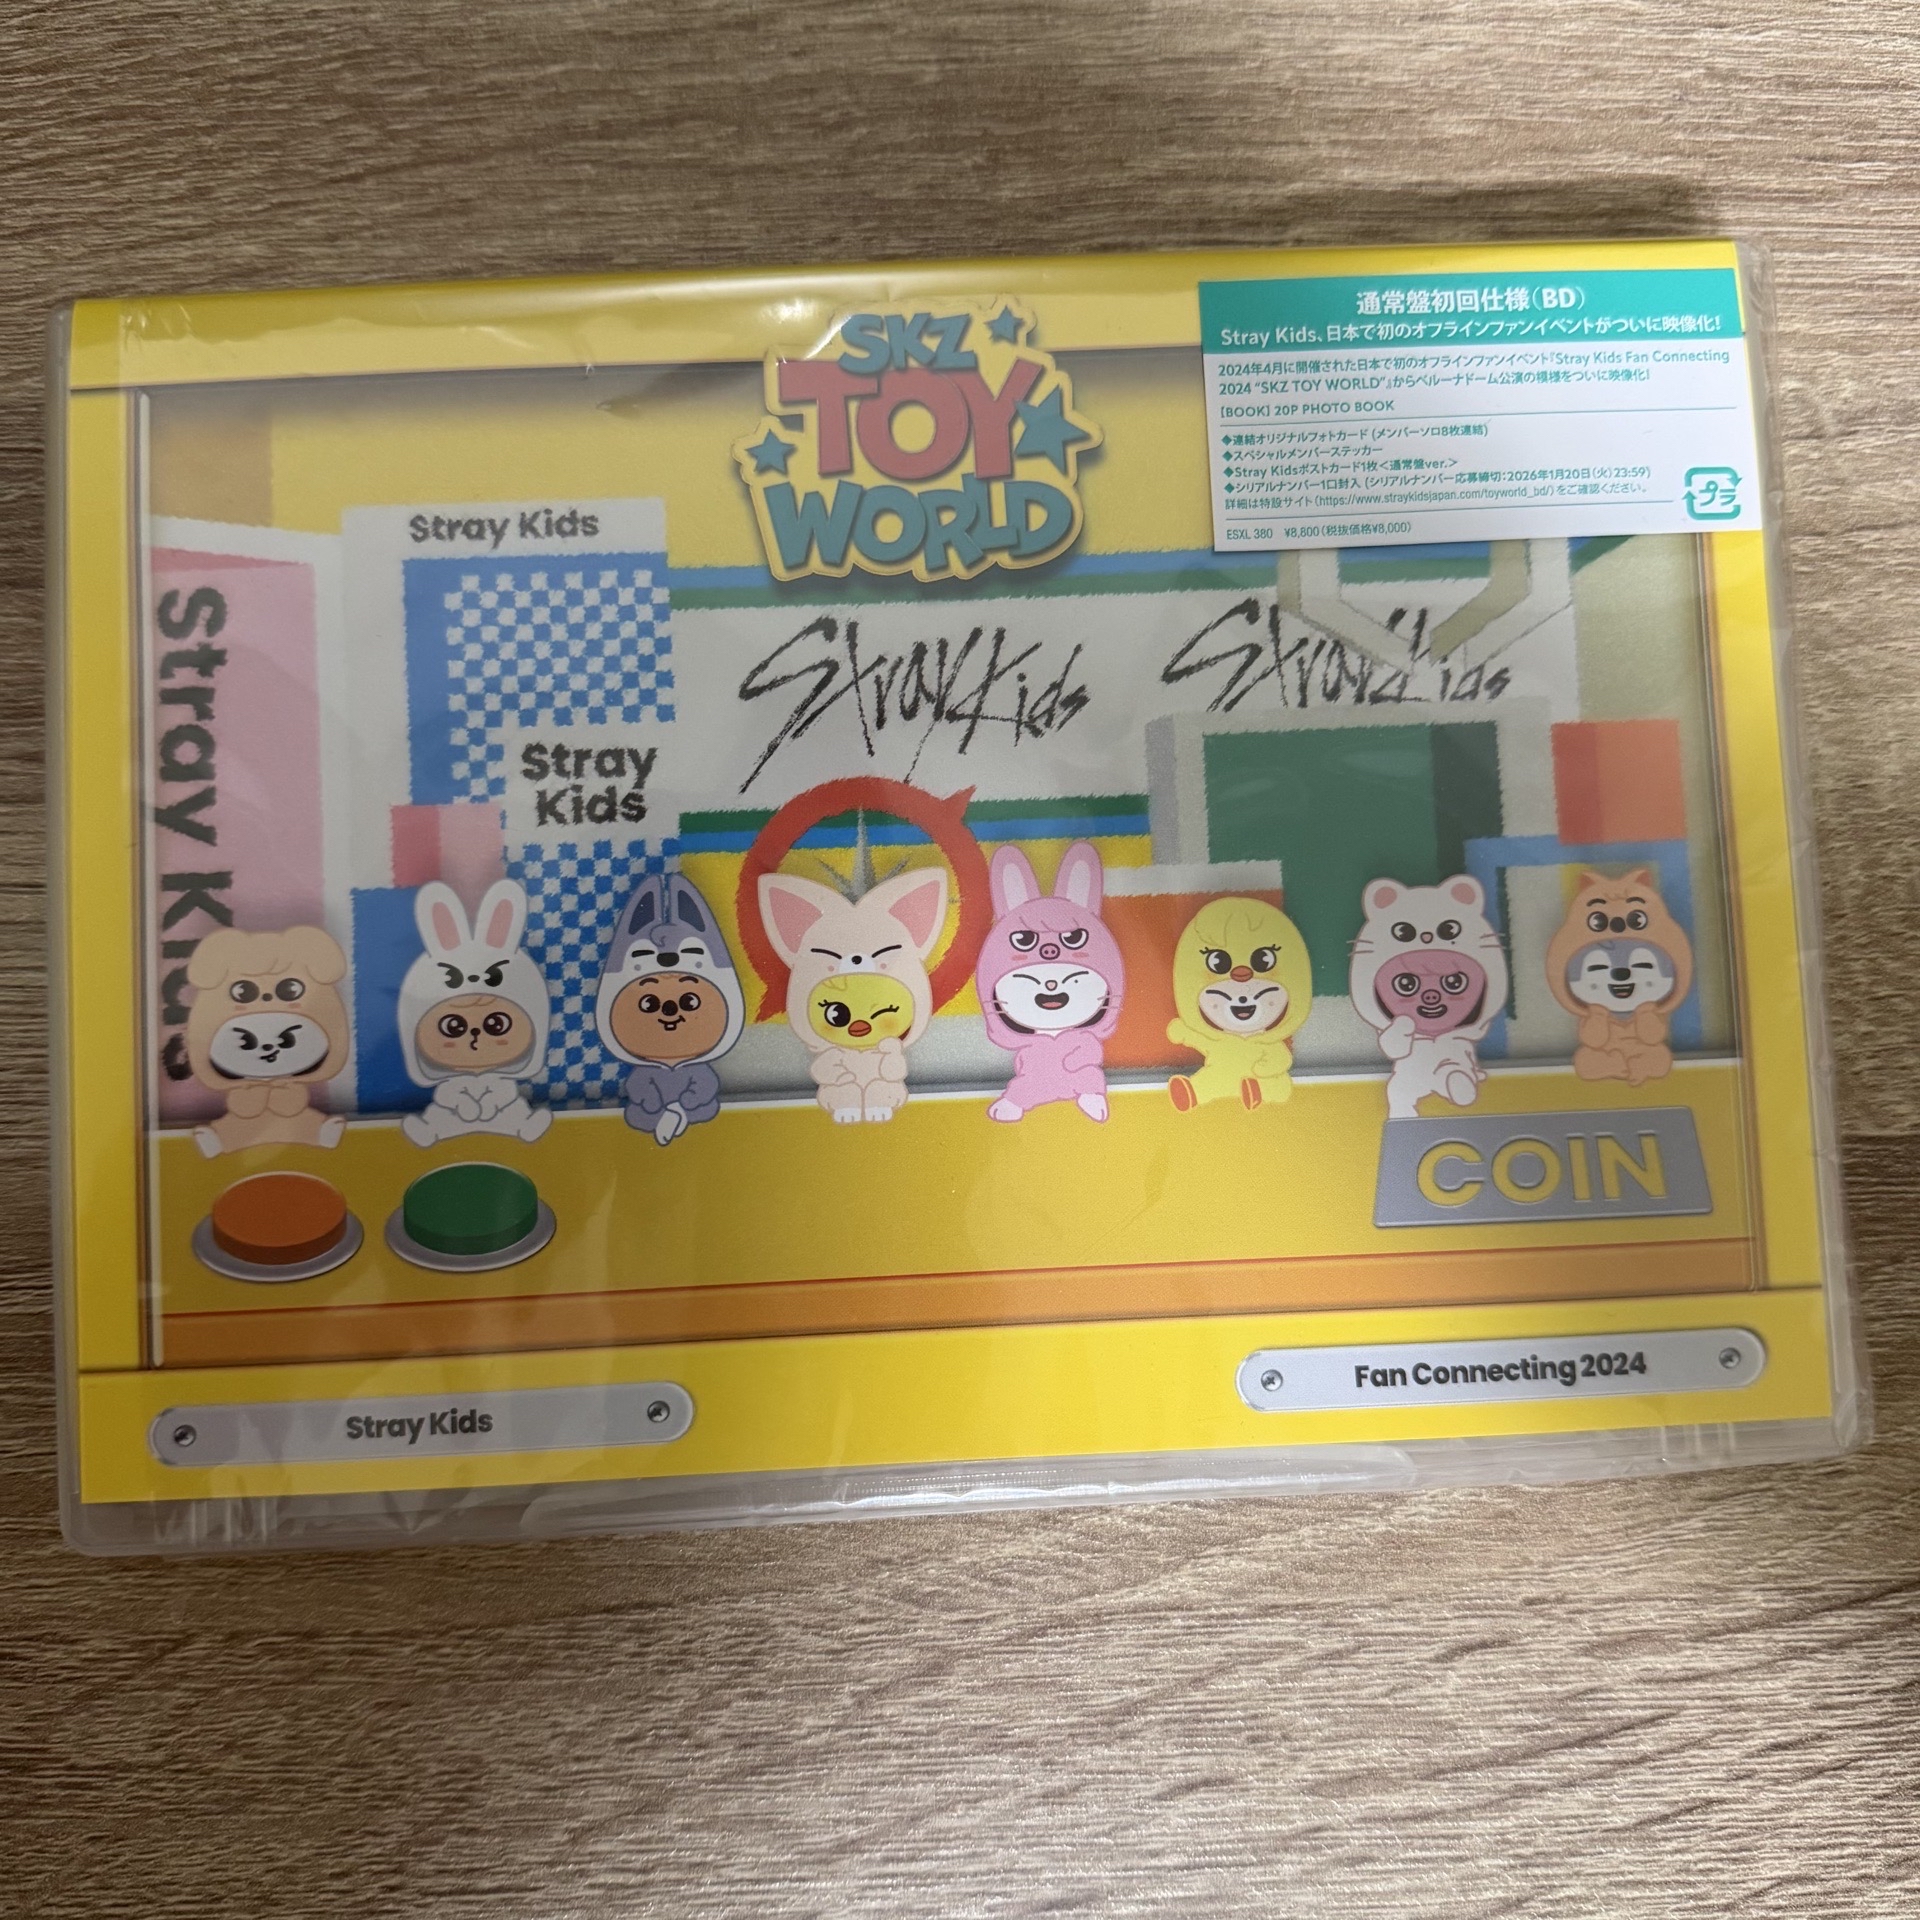 SKZ
TOY
WORLD
通常盤初回仕様(BD)
Stray Kids、日本で初のオフラインファンイベントがついに映像化!
2024年4月に開催された日本で初のオフラインファンイベント『Stray Kids Fan Connecting
2024 “SKZ TOY WORLD”』からベルーナドーム公演の模様をついに映像化!
【BOOK】20P PHOTO BOOK
◆連結オリジナルフォトカード (メンバーソロ8枚連結)
◆スペシャルメンバーステッカー
◆Stray Kidsポストカード1枚<通常盤ver.>
◆シリアルナンバー1口封入 (シリアルナンバー応募締切:2026年1月20日(火)23:59)
詳細は特設サイト(https://www.straykidsjapan.com/toyworld_bd/)をご確認ください。
ESXL 380 ¥8,800(税抜価格¥8,000)
プラ
Stray Kids
Stray Kids
Stray Kids
Stray Kids
Stray
Kids
COIN
Stray Kids
Fan Connecting 2024